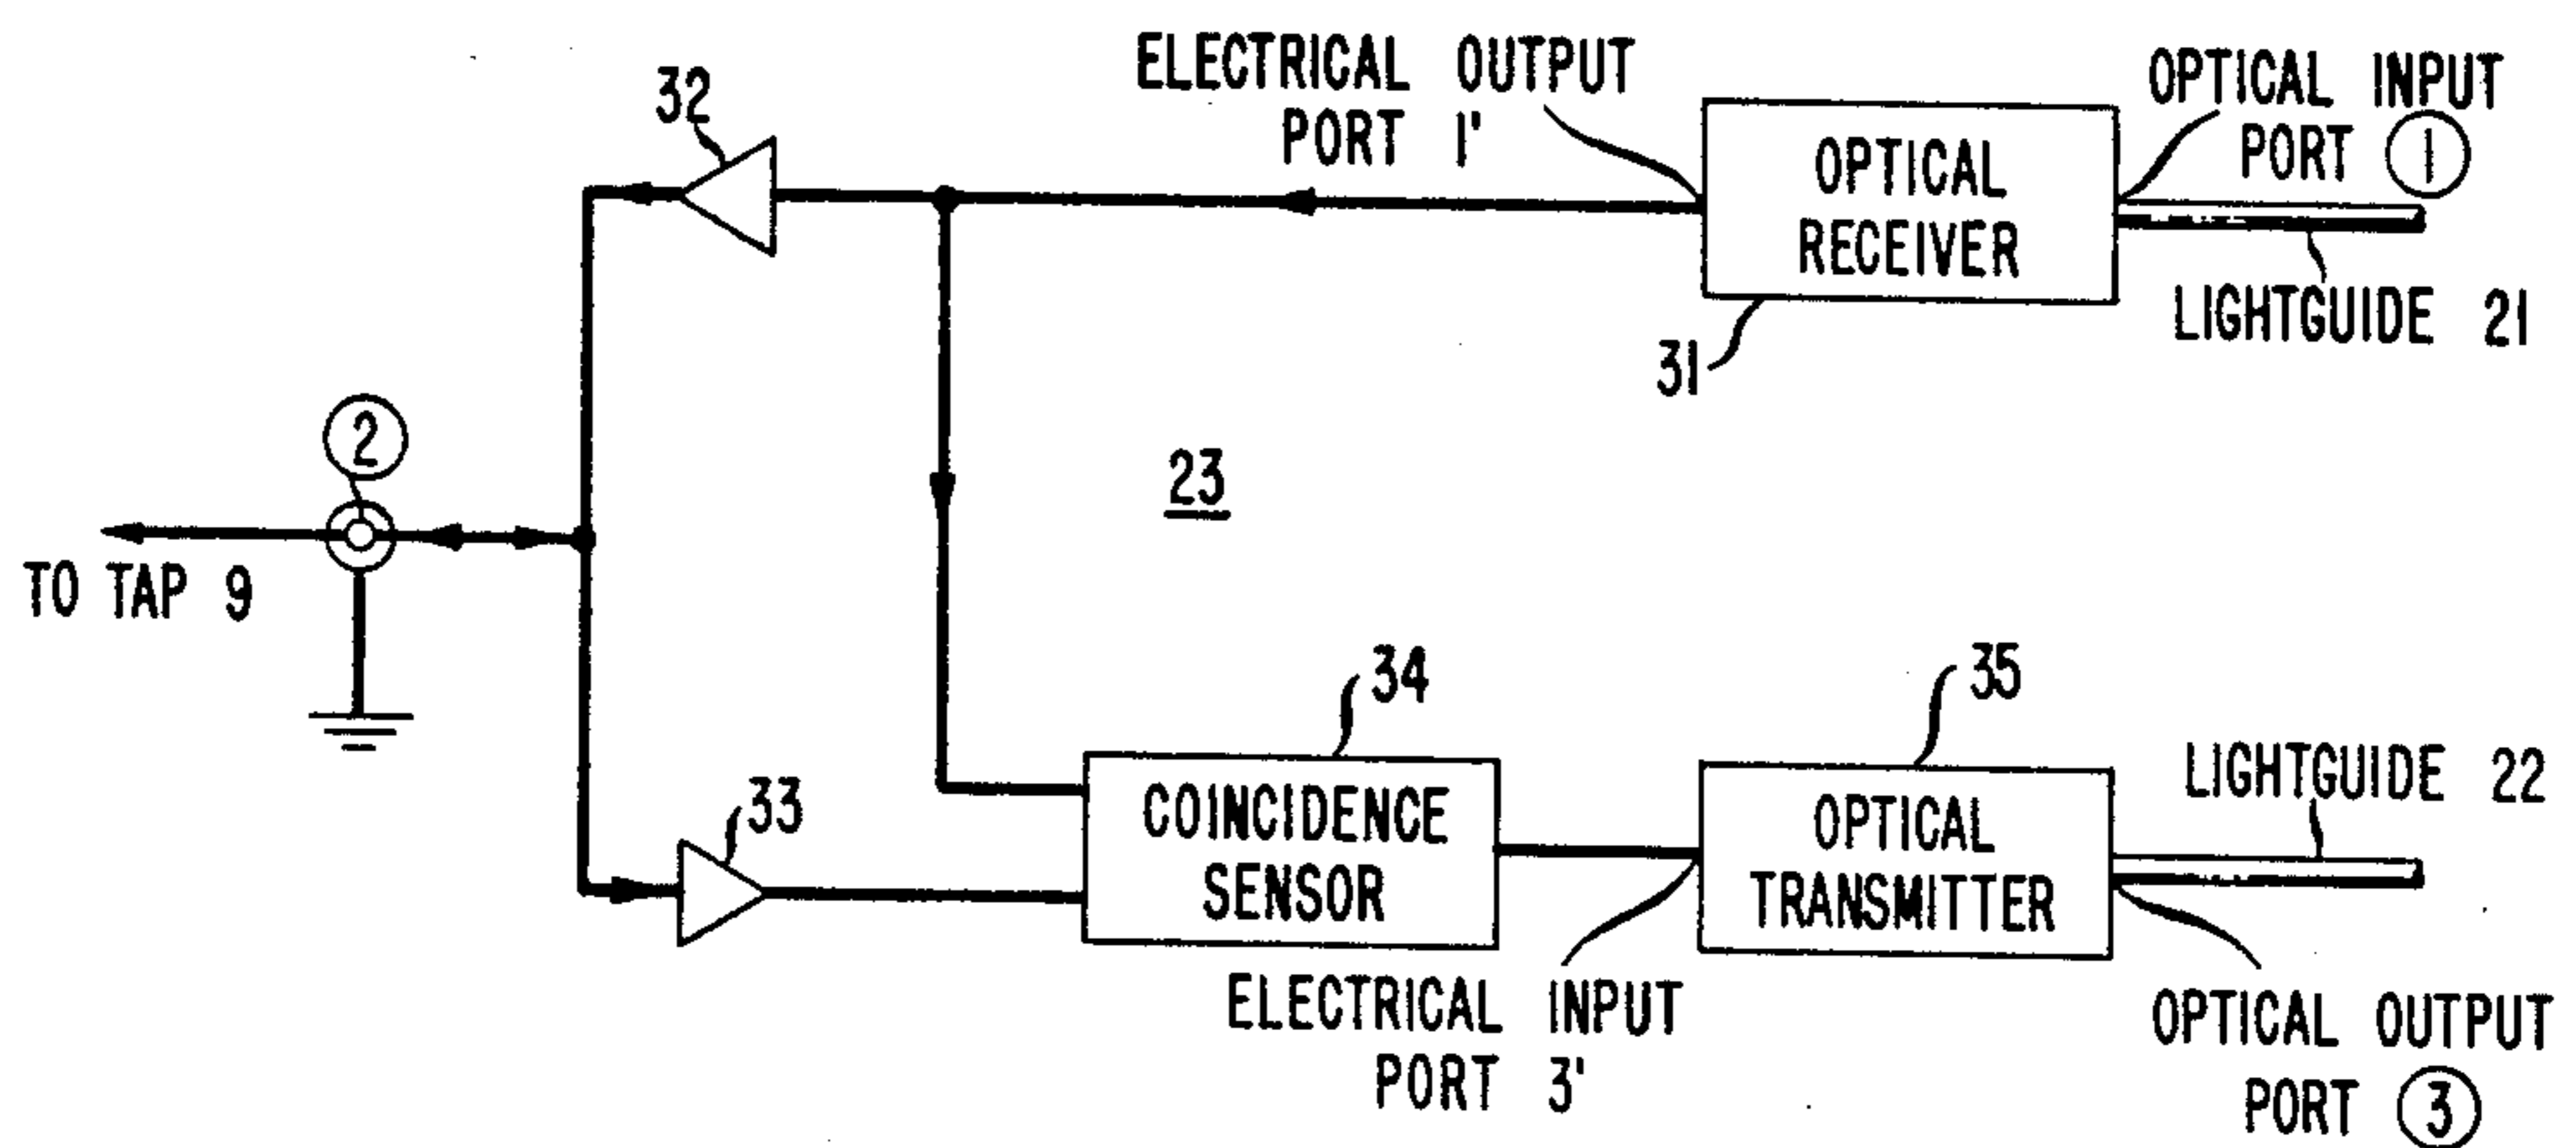 32
ELECTRICAL OUTPUT
PORT 1'
OPTICAL INPUT
PORT 1
OPTICAL
RECEIVER
LIGHTGUIDE 21
31
2
23
TO TAP 9
34
35
33
COINCIDENCE
SENSOR
OPTICAL
TRANSMITTER
LIGHTGUIDE 22
ELECTRICAL INPUT
PORT 3'
OPTICAL OUTPUT
PORT 3